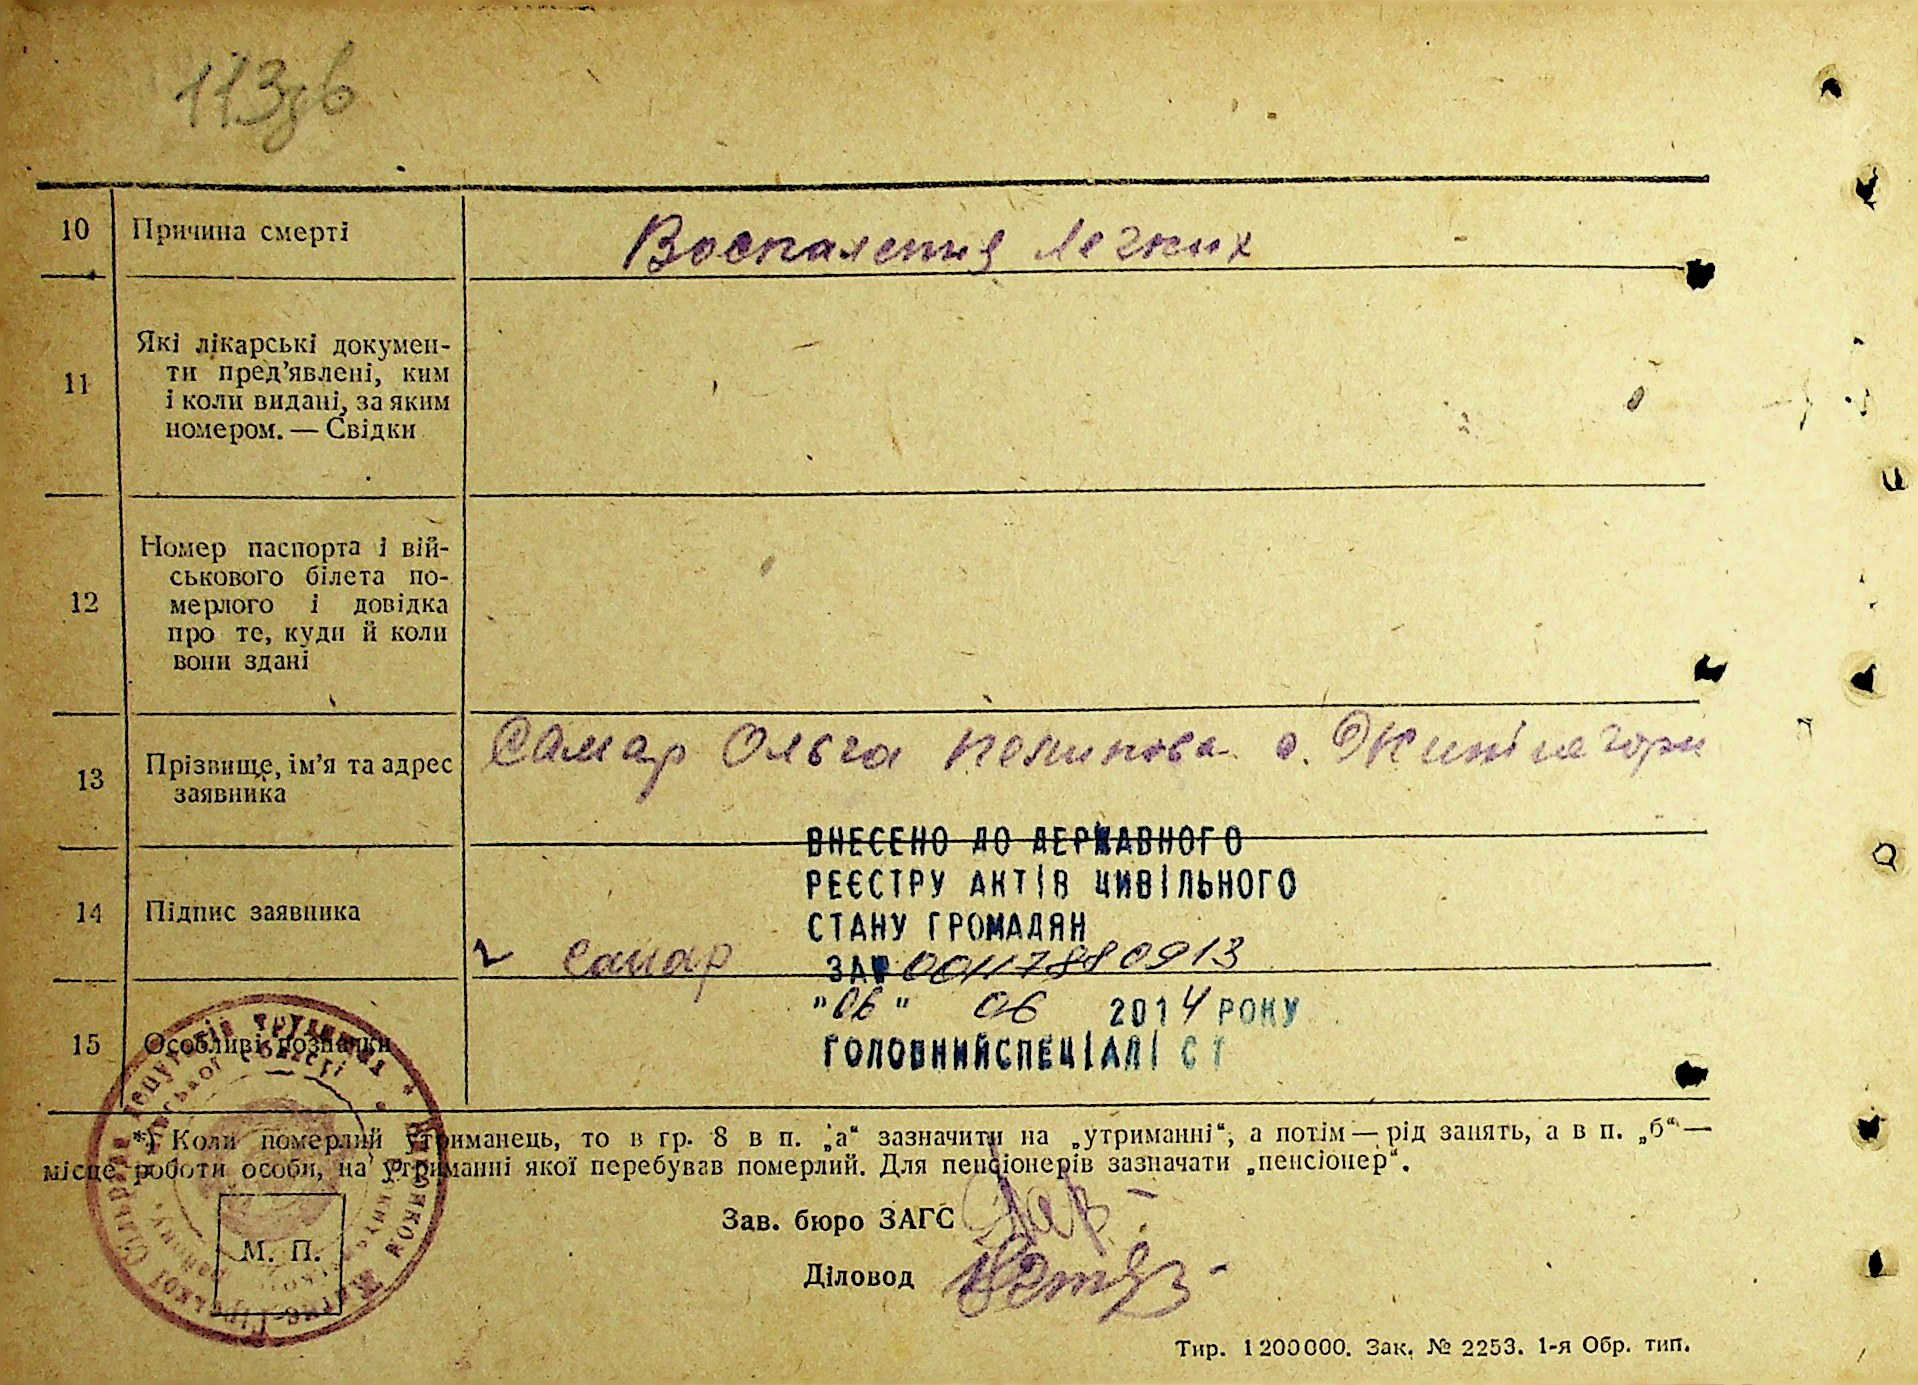 113зв
10 Причина смерті Воспаления легких
11 Які лікарські докумен-
ти пред’явлені, ким
і коли видані, за яким
номером. — Свідки
12 Номер паспорта і вій-
ськового білета по-
мерлого і довідка
про те, куди й коли
вони здані
13 Прізвище, ім’я та адрес
заявника
Самар Ольга с.
ВНЕСЕНО ДО ДЕРЖАВНОГО
РЕЄСТРУ АКТІВ ЦИВІЛЬНОГО
СТАНУ ГРОМАДЯН
14 Підпис заявника Самар
ЗА № 00117880913
"06" 06 2014 РОКУ
15 Особливі познаки
ГОЛОВНИЙ СПЕЦІАЛІСТ
*) Коли померлий утриманець, то в гр. 8 в п. „а“ зазначити на „утриманні“, а потім — рід занять, а в п. „б“ —
місце роботи особи, на утриманні якої перебував померлий. Для пенсіонерів зазначати „пенсіонер“.
Зав. бюро ЗАГС
М. П.
Діловод
Тир. 1200000. Зак. № 2253. 1-я Обр. тип.